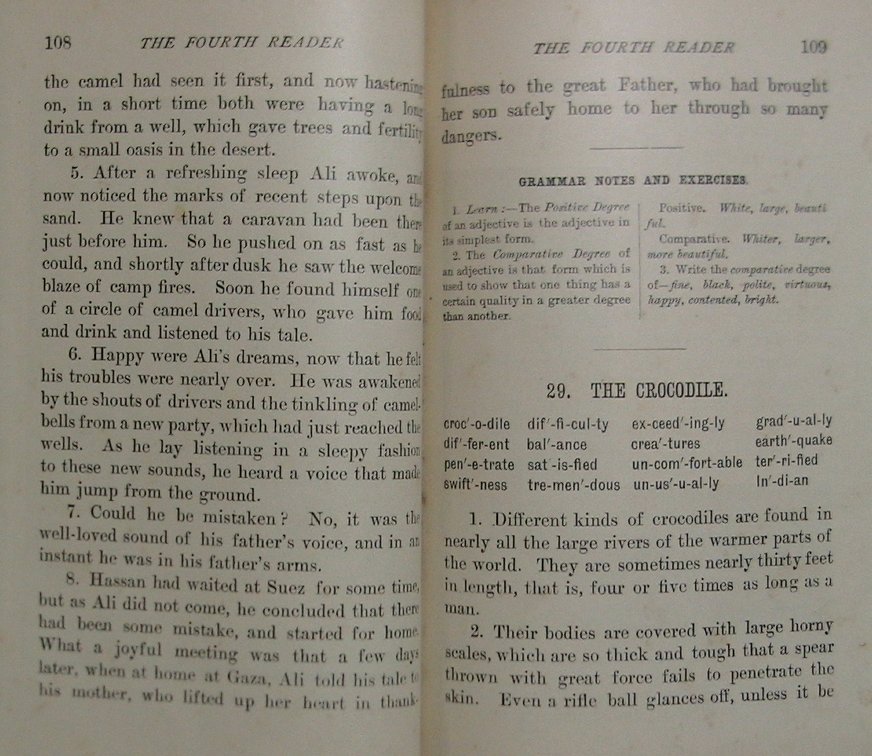 108 THE FOURTH READER
the camel had seen it first, and now hastening
on, in a short time both were having a long
drink from a well, which gave trees and fertility
to a small oasis in the desert.
5. After a refreshing sleep Ali awoke, and
now noticed the marks of recent steps upon the
sand. He knew that a caravan had been there
just before him. So he pushed on as fast as he
could, and shortly after dusk he saw the welcome
blaze of camp fires. Soon he found himself one
of a circle of camel drivers, who gave him food
and drink and listened to his tale.
6. Happy were Ali's dreams, now that he felt
his troubles were nearly over. He was awakened
by the shouts of drivers and the tinkling of camel-
bells from a new party, which had just reached the
wells. As he lay listening in a sleepy fashion
to these new sounds, he heard a voice that made
him jump from the ground.
7. Could he be mistaken? No, it was the
well-loved sound of his father's voice, and in an
instant he was in his father's arms.
8. Hassan had waited at Suez for some time,
but as Ali did not come, he concluded that there
had been some mistake, and started for home.
What a joyful meeting was that a few days
later, when at home at Gaza, Ali told his tale to
his mother, who lifted up her heart in thank-
THE FOURTH READER 109
fulness to the great Father, who had brought
her son safely home to her through so many
dangers.
GRAMMAR NOTES AND EXERCISES.
1. Learn:—The Positive Degree
of an adjective is the adjective in
its simplest form.
2. The Comparative Degree of
an adjective is that form which is
used to show that one thing has a
certain quality in a greater degree
than another.
Positive. White, large, beauti
ful.
Comparative. Whiter, larger,
more beautiful.
3. Write the comparative degree
of—fine, black, polite, virtuous,
happy, contented, bright.
29. THE CROCODILE.
croc'-o-dile dif'-fi-cul-ty ex-ceed'-ing-ly grad'-u-al-ly
dif'-fer-ent bal'-ance crea'-tures earth'-quake
pen'-e-trate sat-is-fied un-com'-fort-able ter'-ri-fied
swift'-ness tre-men'-dous un-us'-u-al-ly In'-di-an
1. Different kinds of crocodiles are found in
nearly all the large rivers of the warmer parts of
the world. They are sometimes nearly thirty feet
in length, that is, four or five times as long as a
man.
2. Their bodies are covered with large horny
scales, which are so thick and tough that a spear
thrown with great force fails to penetrate the
skin. Even a rifle ball glances off, unless it be